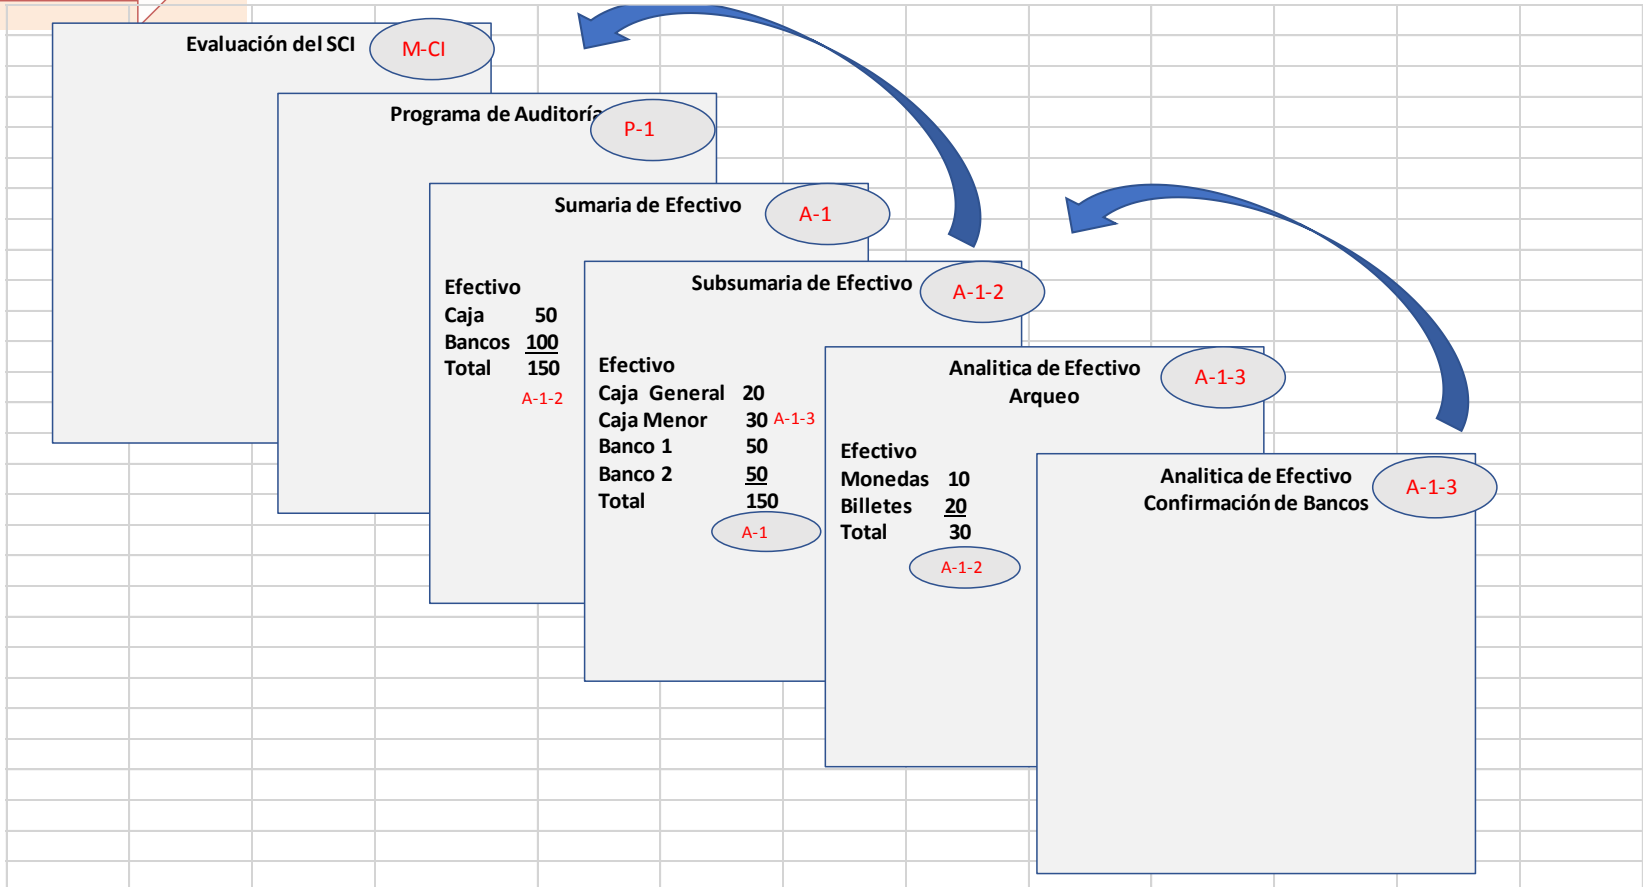 Evaluación del SCI
M-CI
Programa de Auditoría
P-1
Sumaria de Efectivo
A-1
Efectivo
Caja 50
Bancos 100
Total 150
A-1-2
Subsumaria de Efectivo
A-1-2
Efectivo
Caja General 20
Caja Menor 30 A-1-3
Banco 1 50
Banco 2 50
Total 150
A-1
Analitica de Efectivo
Arqueo
A-1-3
Efectivo
Monedas 10
Billetes 20
Total 30
A-1-2
Analitica de Efectivo
Confirmación de Bancos
A-1-3